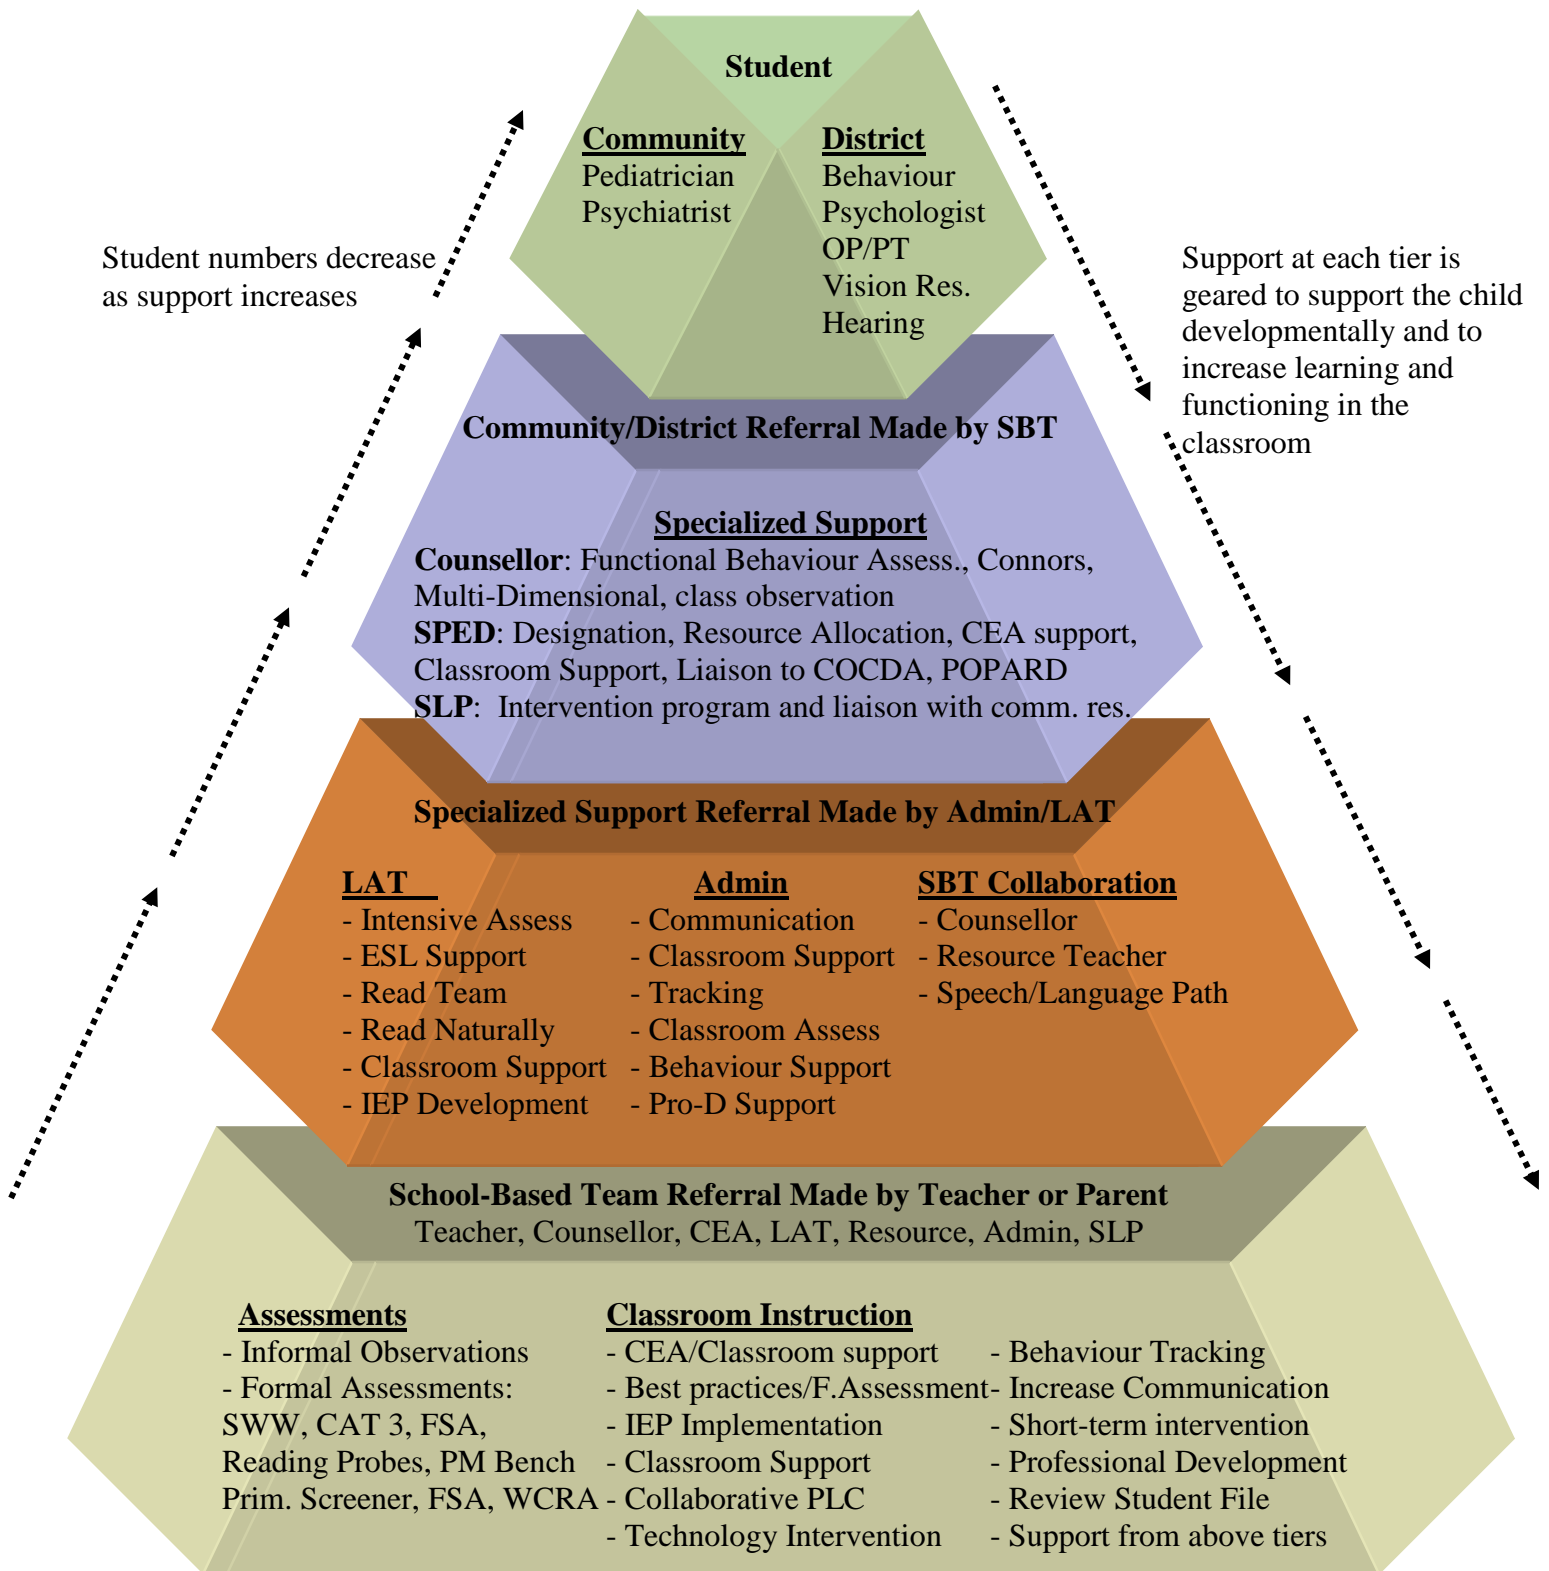 Student
Community
Pediatrician
Psychiatrist
District
Behaviour
Psychologist
OP/PT
Vision Res.
Hearing
Student numbers decrease
as support increases
Support at each tier is
geared to support the child
developmentally and to
increase learning and
functioning in the
classroom
Community/District Referral Made by SBT
Specialized Support
Counsellor: Functional Behaviour Assess., Connors,
Multi-Dimensional, class observation
SPED: Designation, Resource Allocation, CEA support,
Classroom Support, Liaison to COCDA, POPARD
SLP:  Intervention program and liaison with comm. res.
Specialized Support Referral Made by Admin/LAT
LAT
- Intensive Assess
- ESL Support
- Read Team
- Read Naturally
- Classroom Support
- IEP Development
Admin
- Communication
- Classroom Support
- Tracking
- Classroom Assess
- Behaviour Support
- Pro-D Support
SBT Collaboration
- Counsellor
- Resource Teacher
- Speech/Language Path
School-Based Team Referral Made by Teacher or Parent
Teacher, Counsellor, CEA, LAT, Resource, Admin, SLP
Assessments
- Informal Observations
- Formal Assessments:
SWW, CAT 3, FSA,
Reading Probes, PM Bench
Prim. Screener, FSA, WCRA
Classroom Instruction
- CEA/Classroom support
- Best practices/F.Assessment
- IEP Implementation
- Classroom Support
- Collaborative PLC
- Technology Intervention
- Behaviour Tracking
- Increase Communication
- Short-term intervention
- Professional Development
- Review Student File
- Support from above tiers